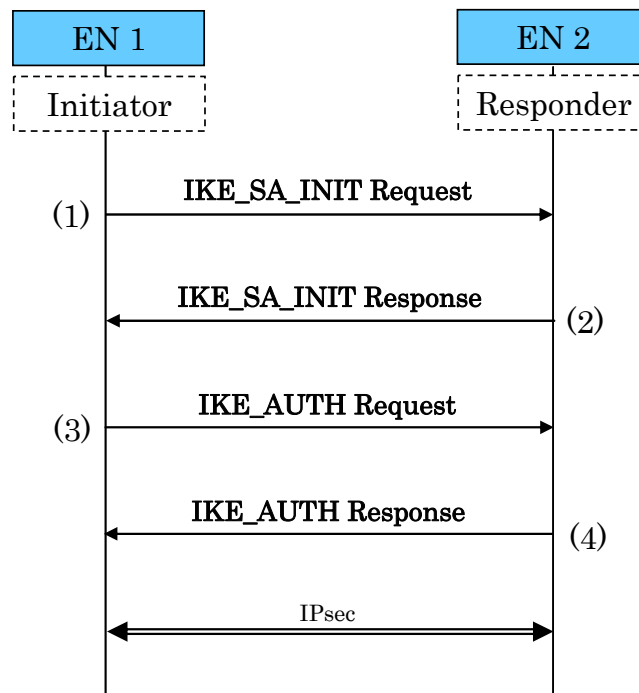 EN 1
EN 2
Initiator
Responder
IKE_SA_INIT Request
(1)
IKE_SA_INIT Response
(2)
IKE_AUTH Request
(3)
IKE_AUTH Response
(4)
IPsec